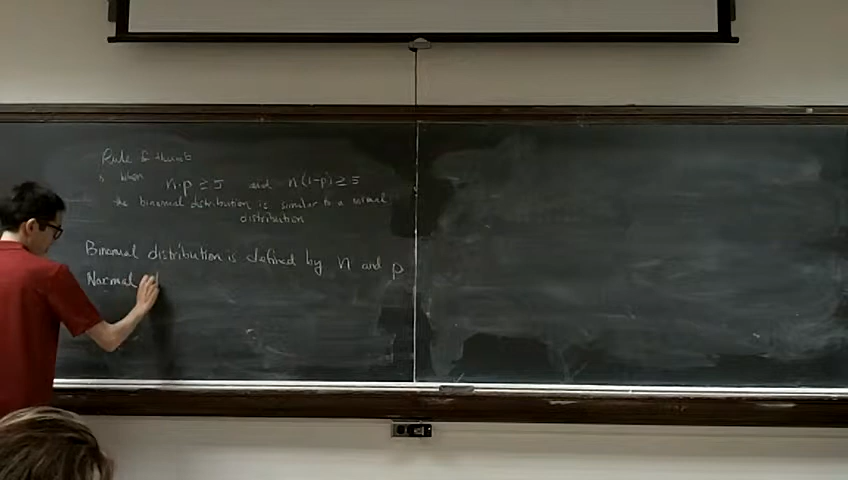 Rule of thumb
when n·p ≥ 5 and n(1-p) ≥ 5
the binomial distribution is similar to a normal
distribution
Binomial distribution is defined by n and p
Normal d